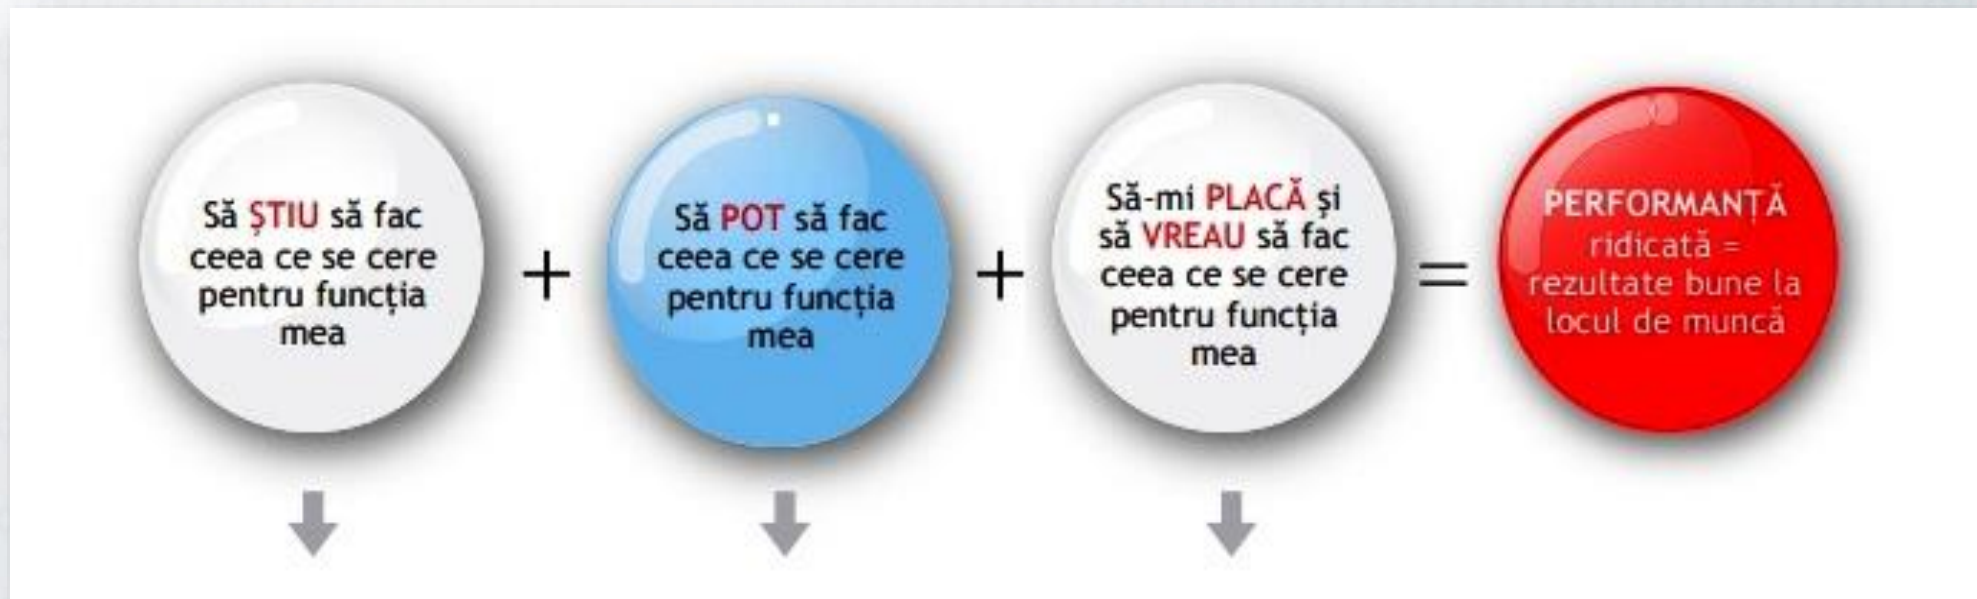 Să ȘTIU să fac
ceea ce se cere
pentru funcția
mea
+
Să POT să fac
ceea ce se cere
pentru funcția
mea
+
Să-mi PLACĂ și
să VREAU să fac
ceea ce se cere
pentru funcția
mea
=
PERFORMANȚĂ
ridicată =
rezultate bune la
locul de muncă